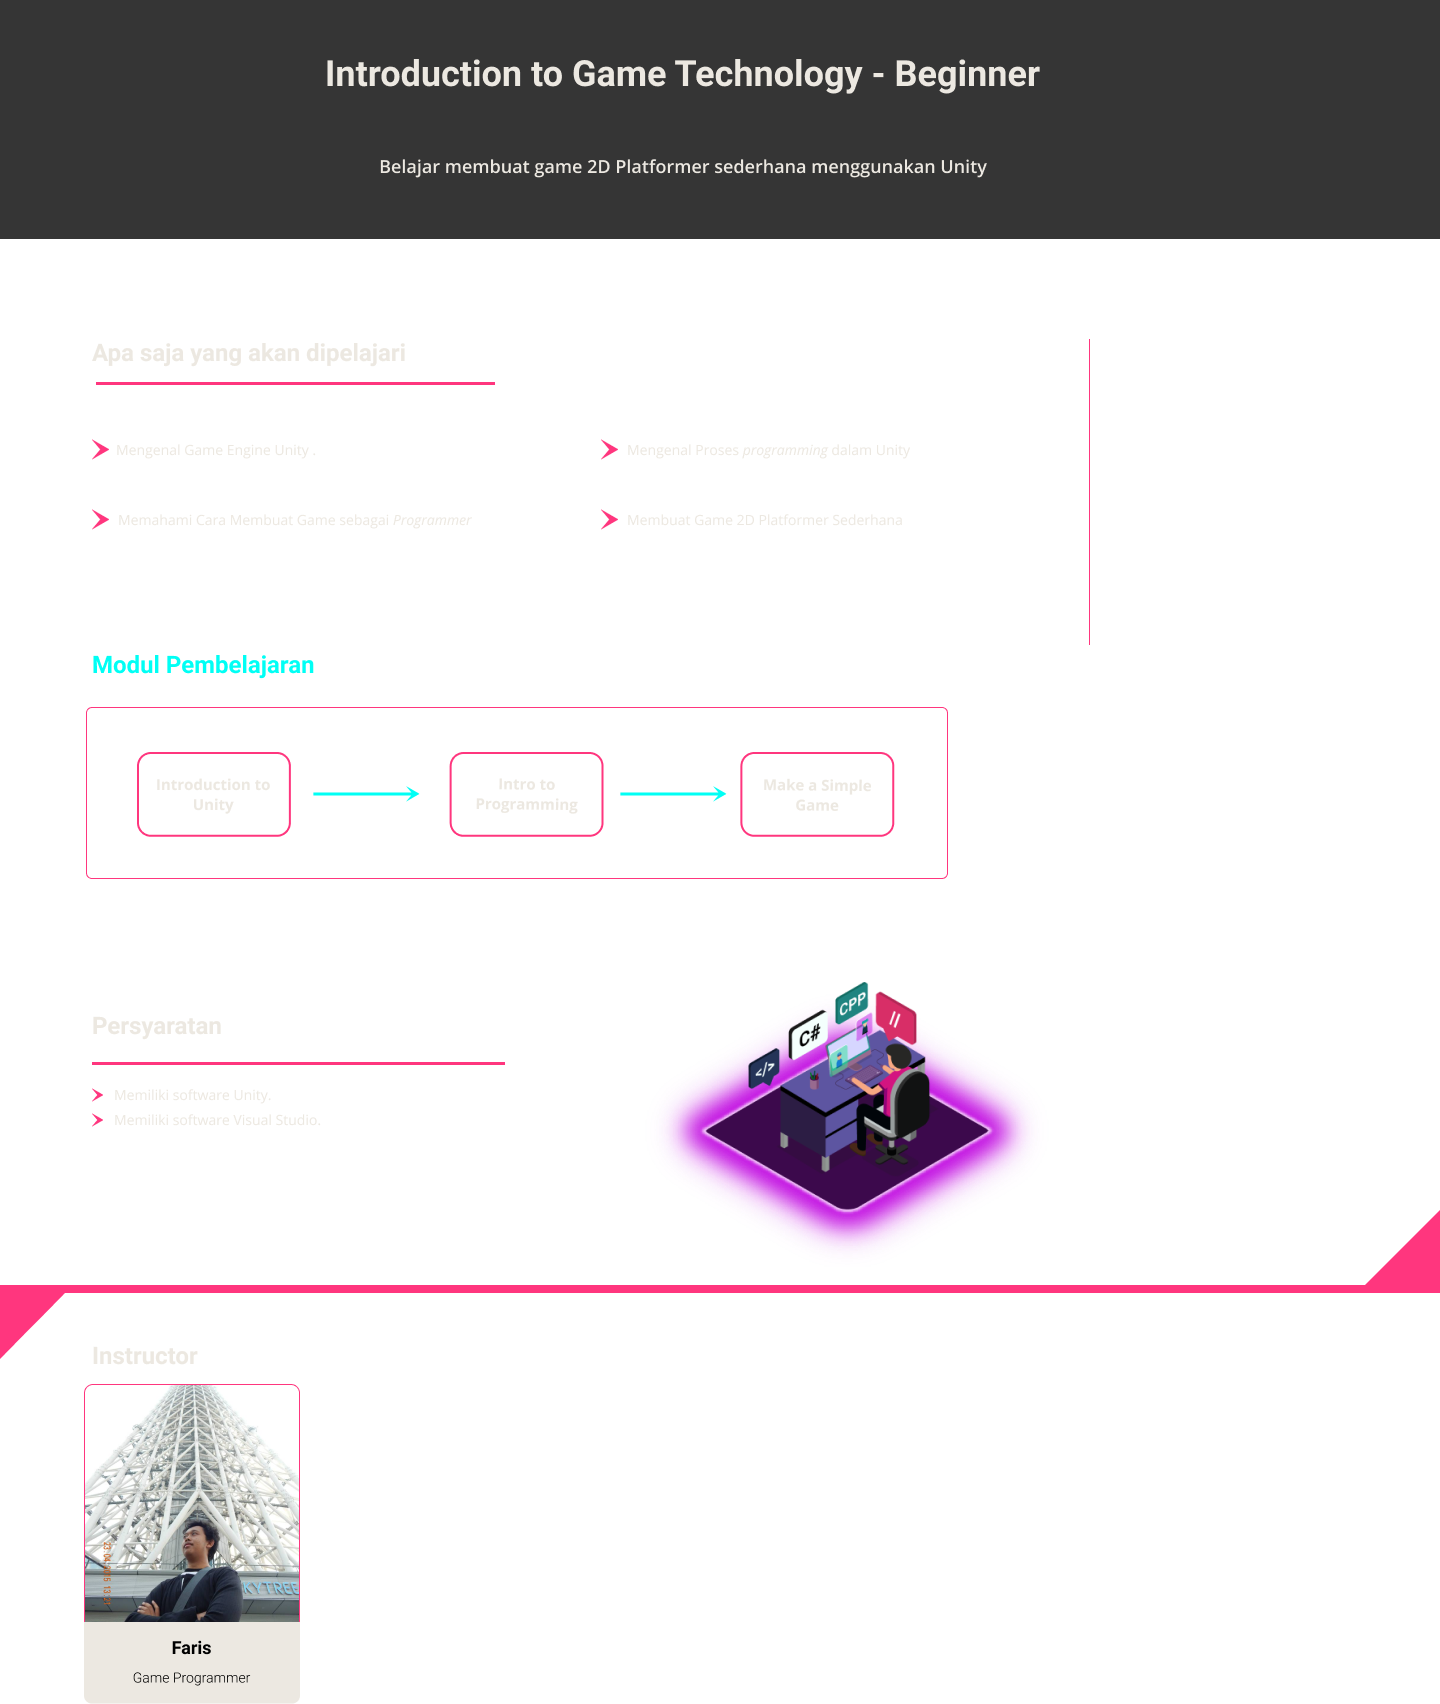 Introduction to Game Technology - Beginner
Belajar membuat game 2D Platformer sederhana menggunakan Unity
Apa saja yang akan dipelajari
Mengenal Game Engine Unity .
Mengenal Proses programming dalam Unity
Memahami Cara Membuat Game sebagai Programmer
Membuat Game 2D Platformer Sederhana
Modul Pembelajaran
Introduction to
Unity
Intro to
Programming
Make a Simple
Game
CPP
//
C#
</>
Persyaratan
Memiliki software Unity.
Memiliki software Visual Studio.
Instructor
KYTREE
Faris
Game Programmer